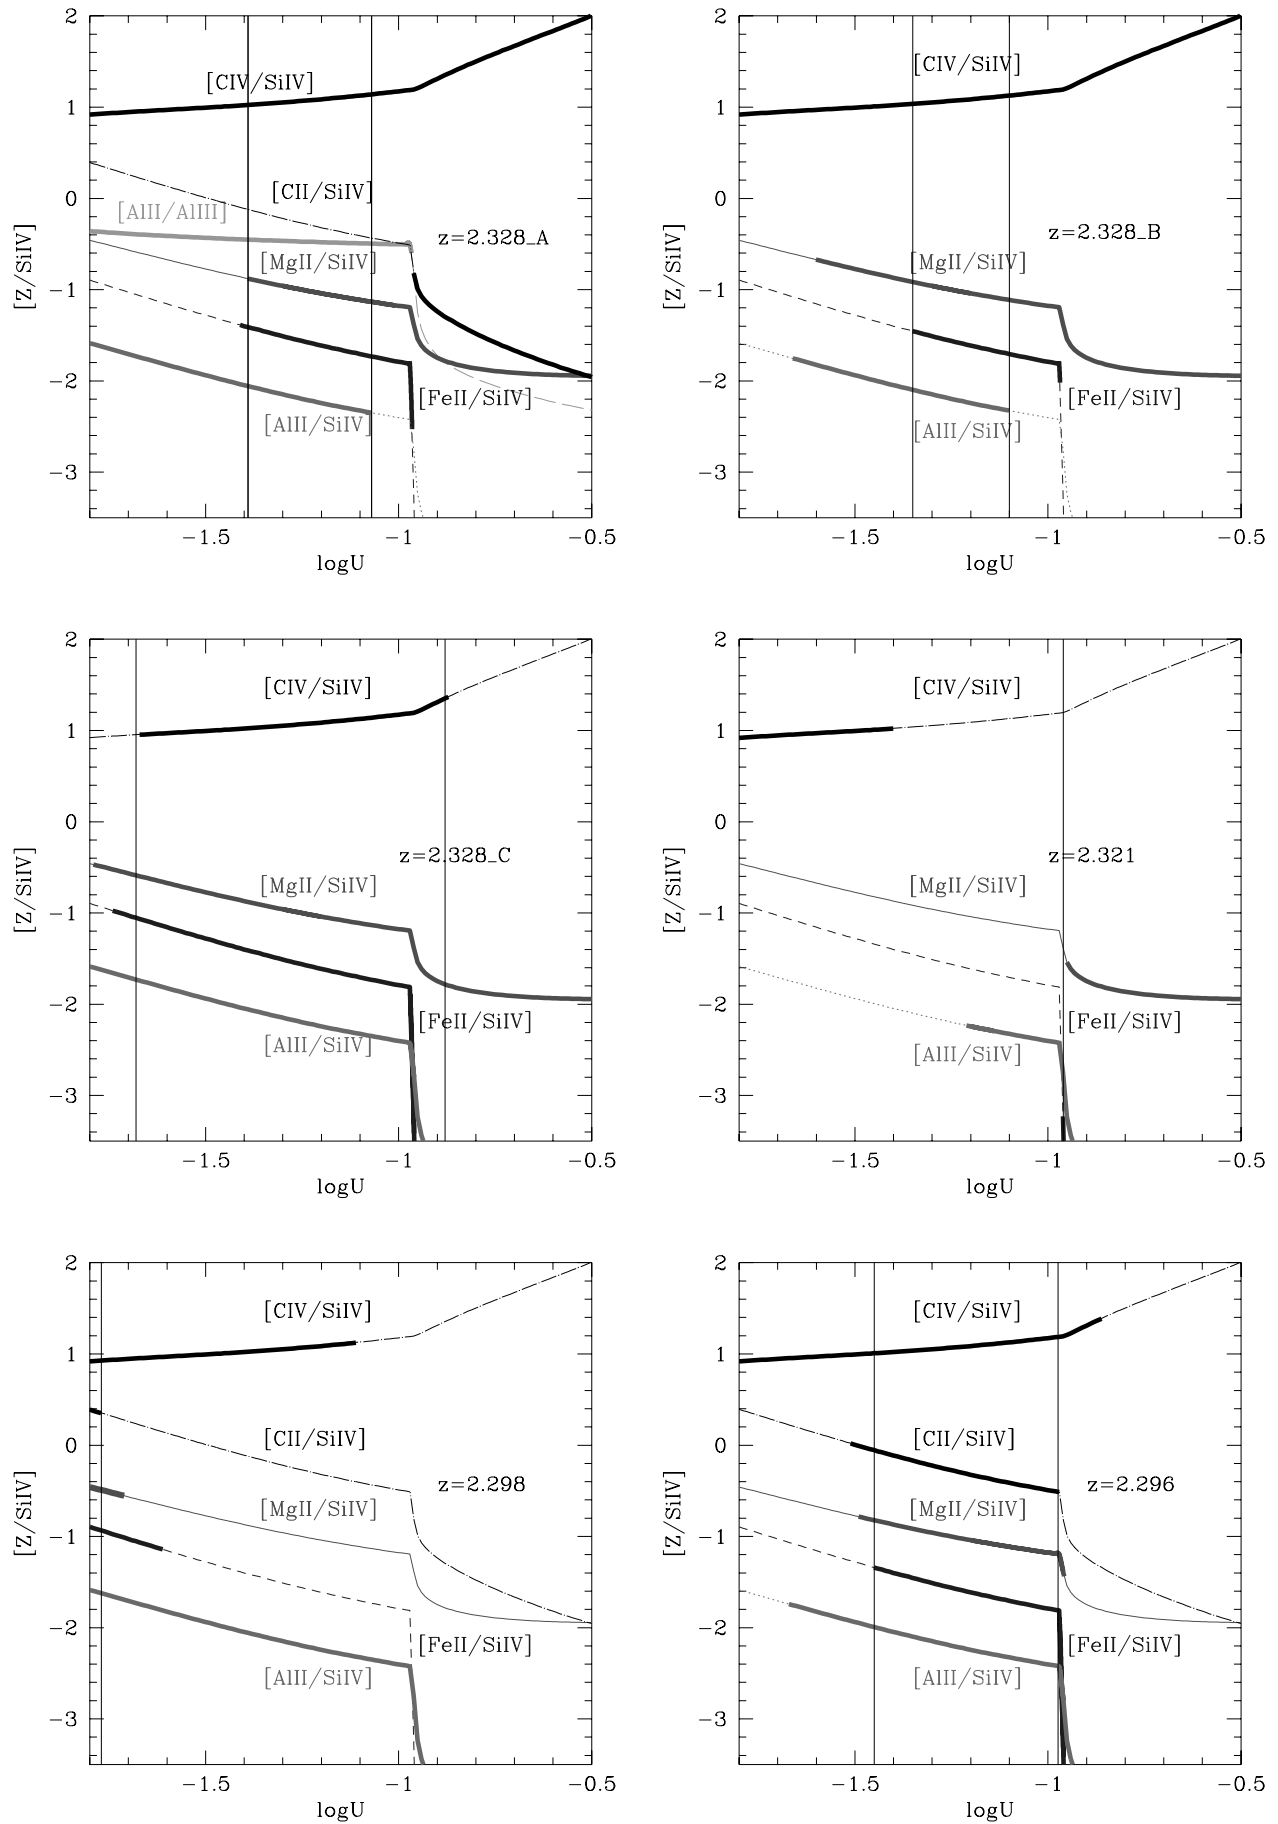 2
[CIV/SiIV]
1
[CII/SiIV]
0
[AlII/AlIII]
z=2.328_A
[MgII/SiIV]
[Z/SiIV]
−1
−2
[FeII/SiIV]
[AlII/SiIV]
−3
−1.5 −1 −0.5
logU
2
[CIV/SiIV]
1
0
z=2.328_B
[MgII/SiIV]
[Z/SiIV]
−1
−2
[FeII/SiIV]
[AlII/SiIV]
−3
−1.5 −1 −0.5
logU
2
[CIV/SiIV]
1
0
z=2.328_C
[MgII/SiIV]
[Z/SiIV]
−1
−2
[FeII/SiIV]
[AlII/SiIV]
−3
−1.5 −1 −0.5
logU
2
[CIV/SiIV]
1
0
z=2.321
[MgII/SiIV]
[Z/SiIV]
−1
−2
[FeII/SiIV]
[AlII/SiIV]
−3
−1.5 −1 −0.5
logU
2
[CIV/SiIV]
1
[CII/SiIV]
0
z=2.298
[MgII/SiIV]
[Z/SiIV]
−1
−2
[FeII/SiIV]
[AlII/SiIV]
−3
−1.5 −1 −0.5
logU
2
[CIV/SiIV]
1
[CII/SiIV]
0
z=2.296
[MgII/SiIV]
[Z/SiIV]
−1
−2
[FeII/SiIV]
[AlII/SiIV]
−3
−1.5 −1 −0.5
logU